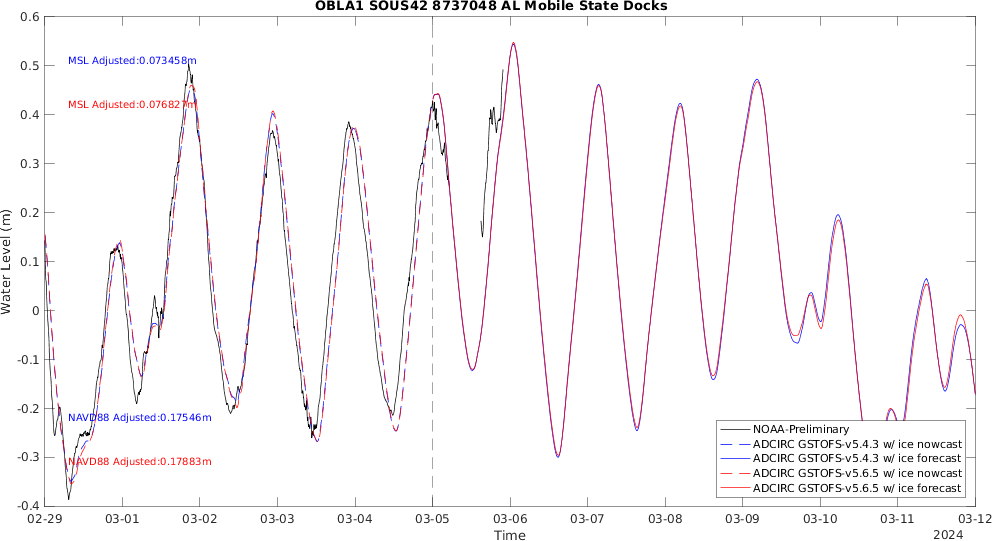 OBLA1 SOUS42 8737048 AL Mobile State Docks
0.6
0.5
0.4
0.3
0.2
0.1
0
-0.1
-0.2
-0.3
-0.4
Water Level (m)
MSL Adjusted:0.073458m
MSL Adjusted:0.076827m
NAVD88 Adjusted:0.17546m
NAVD88 Adjusted:0.17883m
NOAA-Preliminary
ADCIRC GSTOFS-v5.4.3 w/ ice nowcast
ADCIRC GSTOFS-v5.4.3 w/ ice forecast
ADCIRC GSTOFS-v5.6.5 w/ ice nowcast
ADCIRC GSTOFS-v5.6.5 w/ ice forecast
02-29 03-01 03-02 03-03 03-04 03-05 03-06 03-07 03-08 03-09 03-10 03-11 03-12
Time
2024